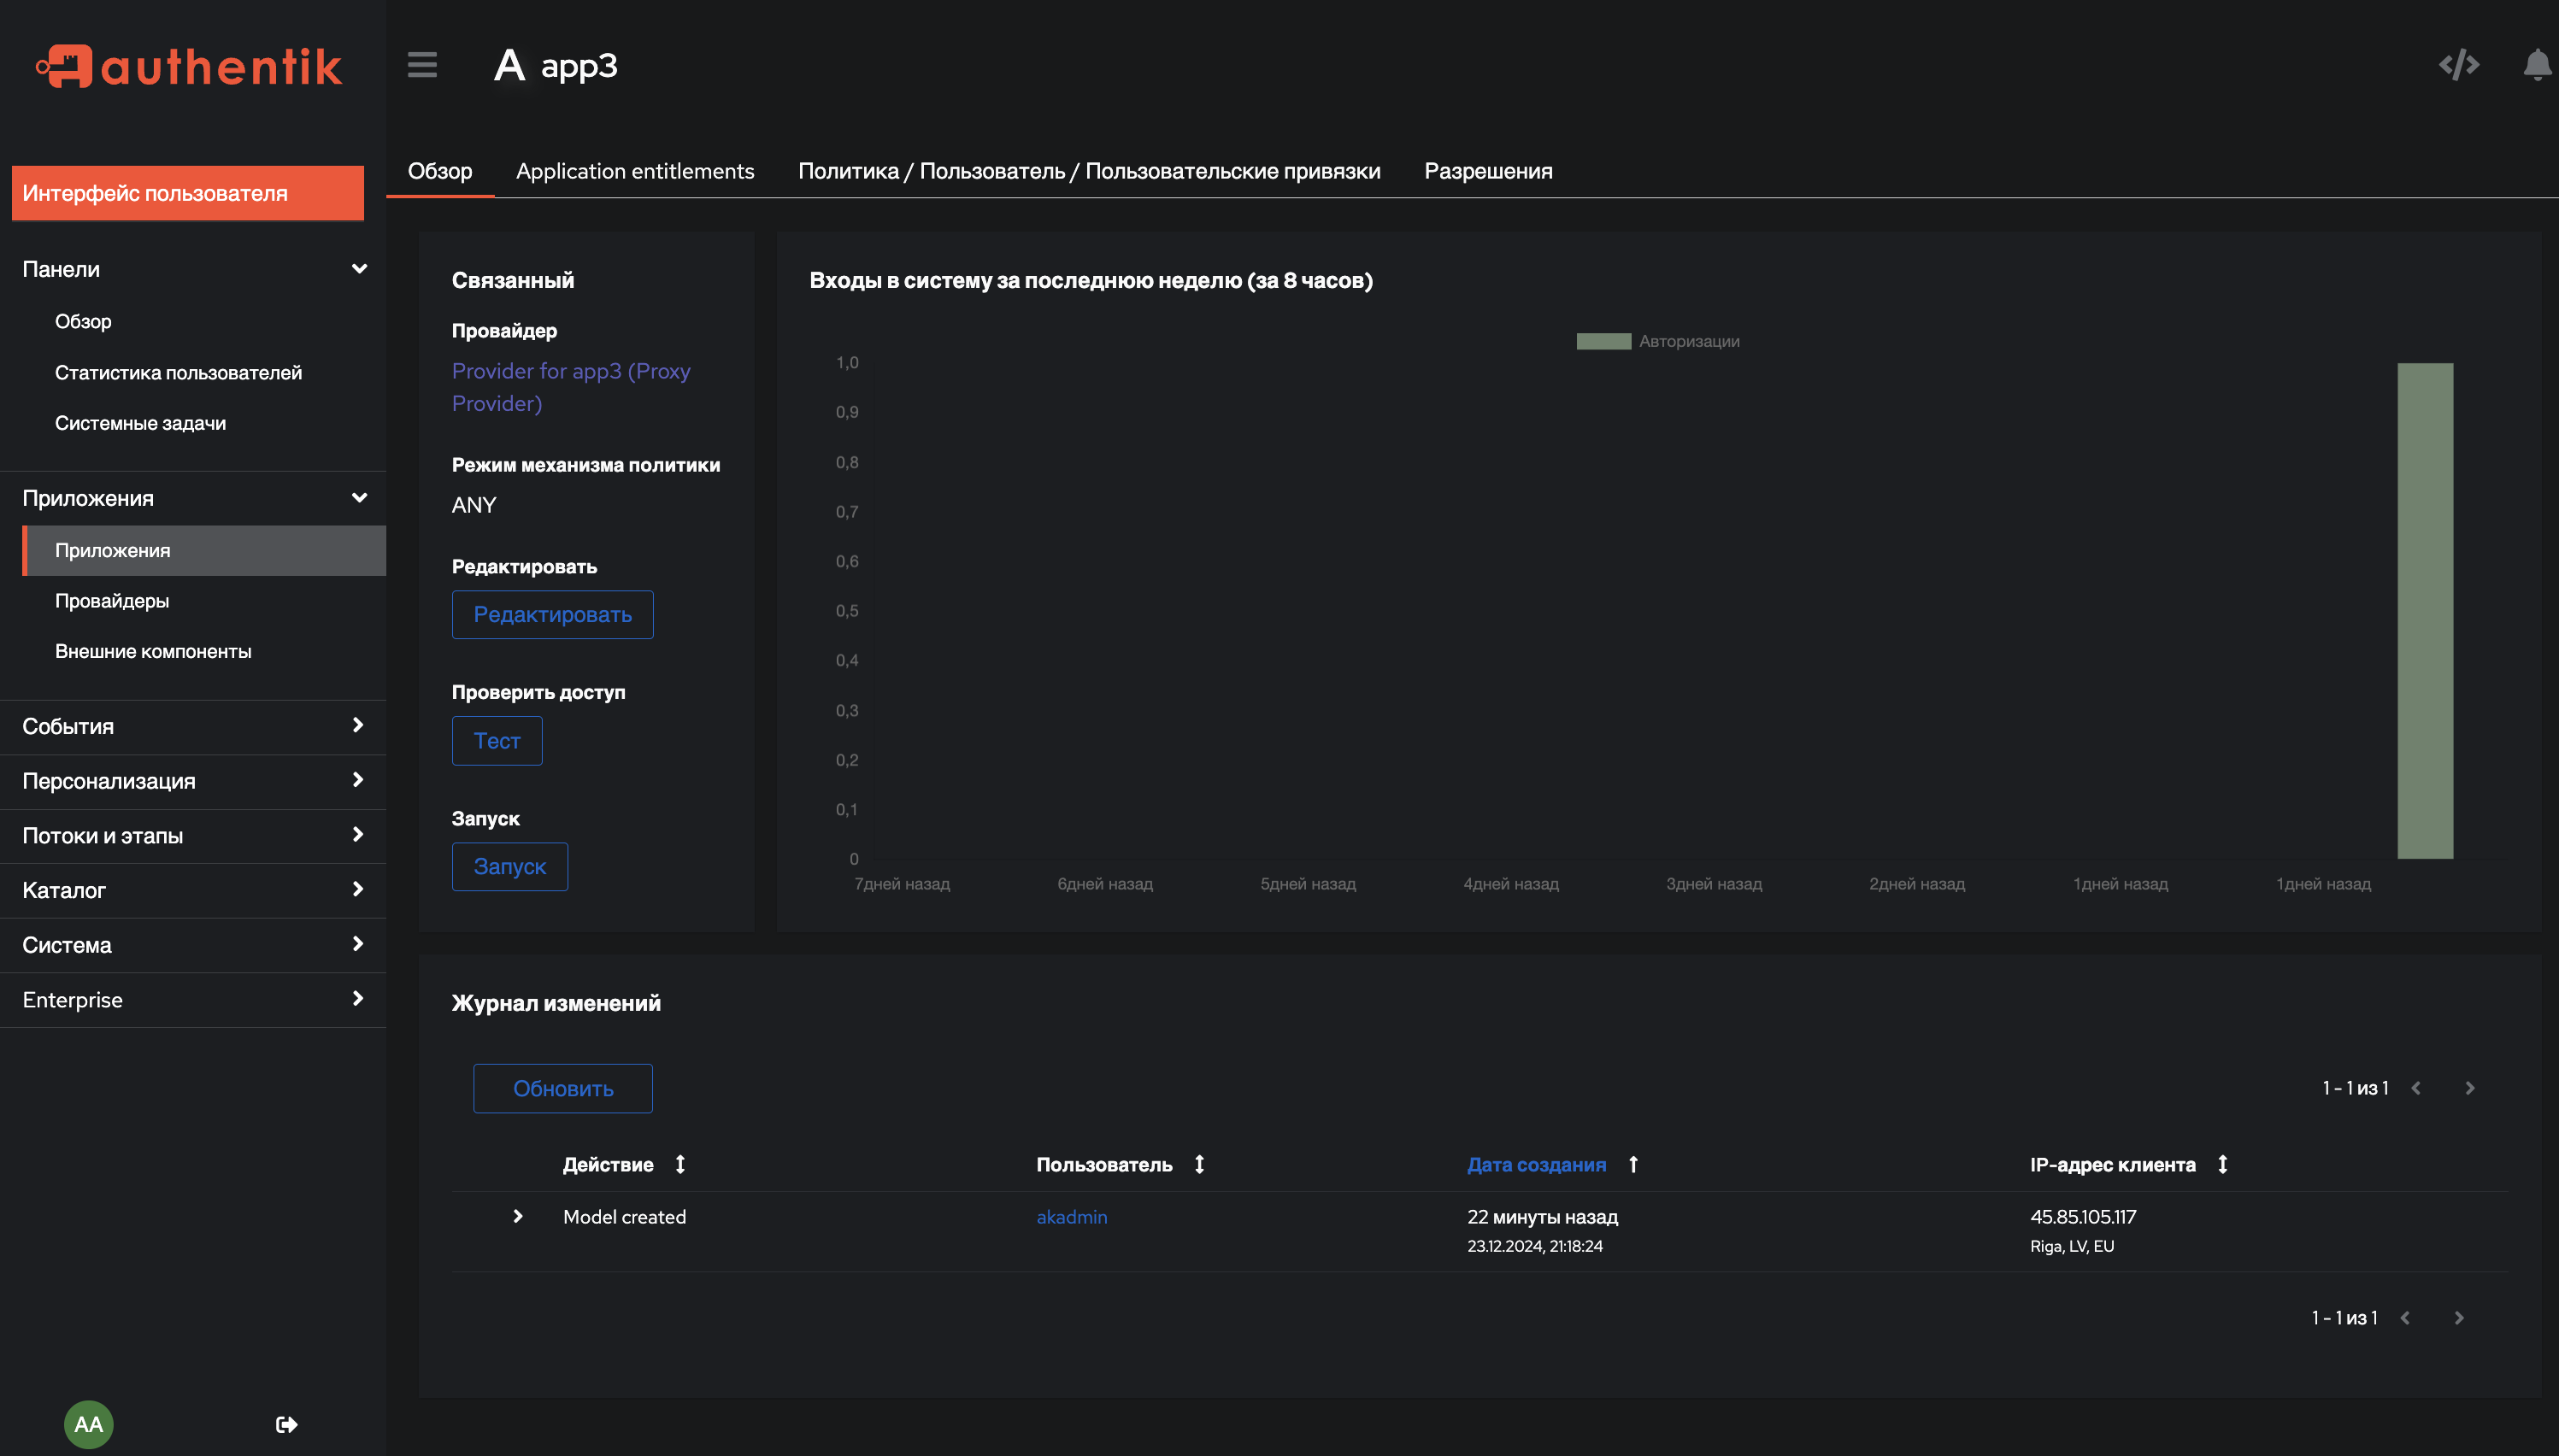 authentik
Интерфейс пользователя
Панели
Обзор
Статистика пользователей
Системные задачи
Приложения
Приложения
Провайдеры
Внешние компоненты
События
Персонализация
Потоки и этапы
Каталог
Система
Enterprise
AA
A app3
Обзор
Application entitlements
Политика / Пользователь / Пользовательские привязки
Разрешения
Связанный
Провайдер
Provider for app3 (Proxy
Provider)
Режим механизма политики
ANY
Редактировать
Редактировать
Проверить доступ
Тест
Запуск
Запуск
Входы в систему за последнюю неделю (за 8 часов)
Авторизации
1,0
0,9
0,8
0,7
0,6
0,5
0,4
0,3
0,2
0,1
0
7дней назад
6дней назад
5дней назад
4дней назад
3дней назад
2дней назад
1дней назад
1дней назад
Журнал изменений
Обновить
1 - 1 из 1
Действие
Пользователь
Дата создания
IP-адрес клиента
Model created
akadmin
22 минуты назад
23.12.2024, 21:18:24
45.85.105.117
Riga, LV, EU
1 - 1 из 1